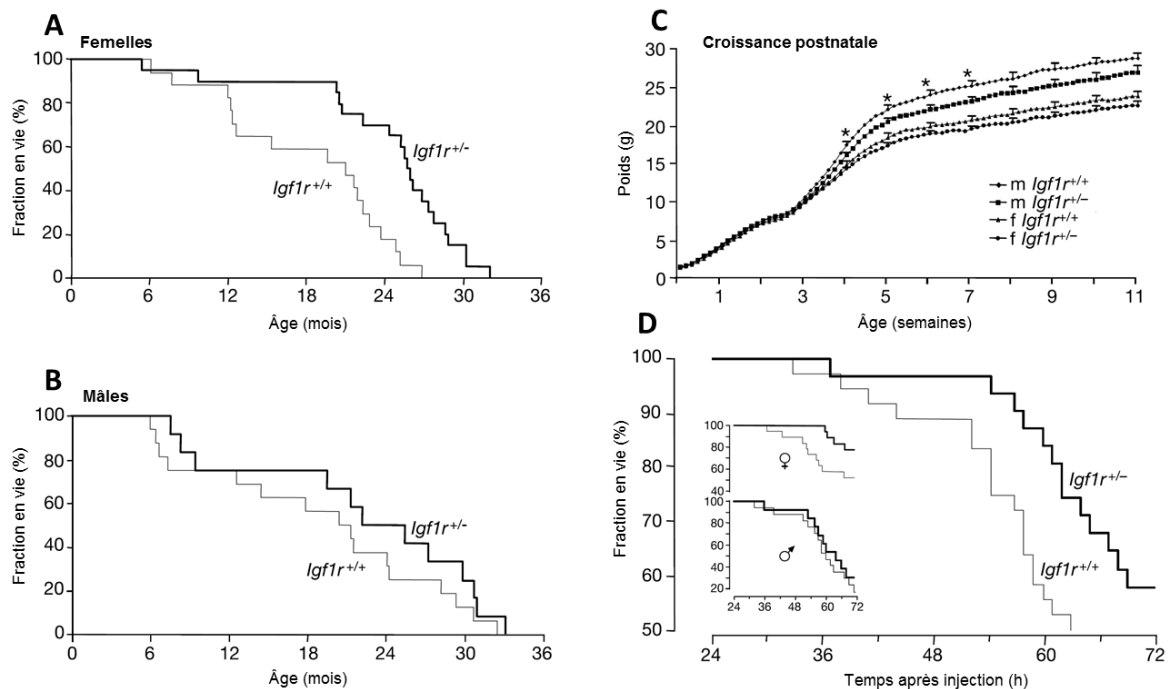 A
Femelles
Fraction en vie (%)
100
80
60
40
20
0
Igf1r+/-
Igf1r+/+
0 6 12 18 24 30 36
Âge (mois)
B
Mâles
Fraction en vie (%)
100
80
60
40
20
0
Igf1r+/-
Igf1r+/+
0 6 12 18 24 30 36
Âge (mois)
C
Croissance postnatale
Poids (g)
30
25
20
15
10
5
0
* * * *
m Igf1r+/+
m Igf1r+/−
f Igf1r+/+
f Igf1r+/−
1 3 5 7 9 11
Âge (semaines)
D
Fraction en vie (%)
100
90
80
70
60
50
100
80
60
40
♀
100
80
60
40
20
♂
24 36 48 60 72
Igf1r+/−
Igf1r+/+
24 36 48 60 72
Temps après injection (h)